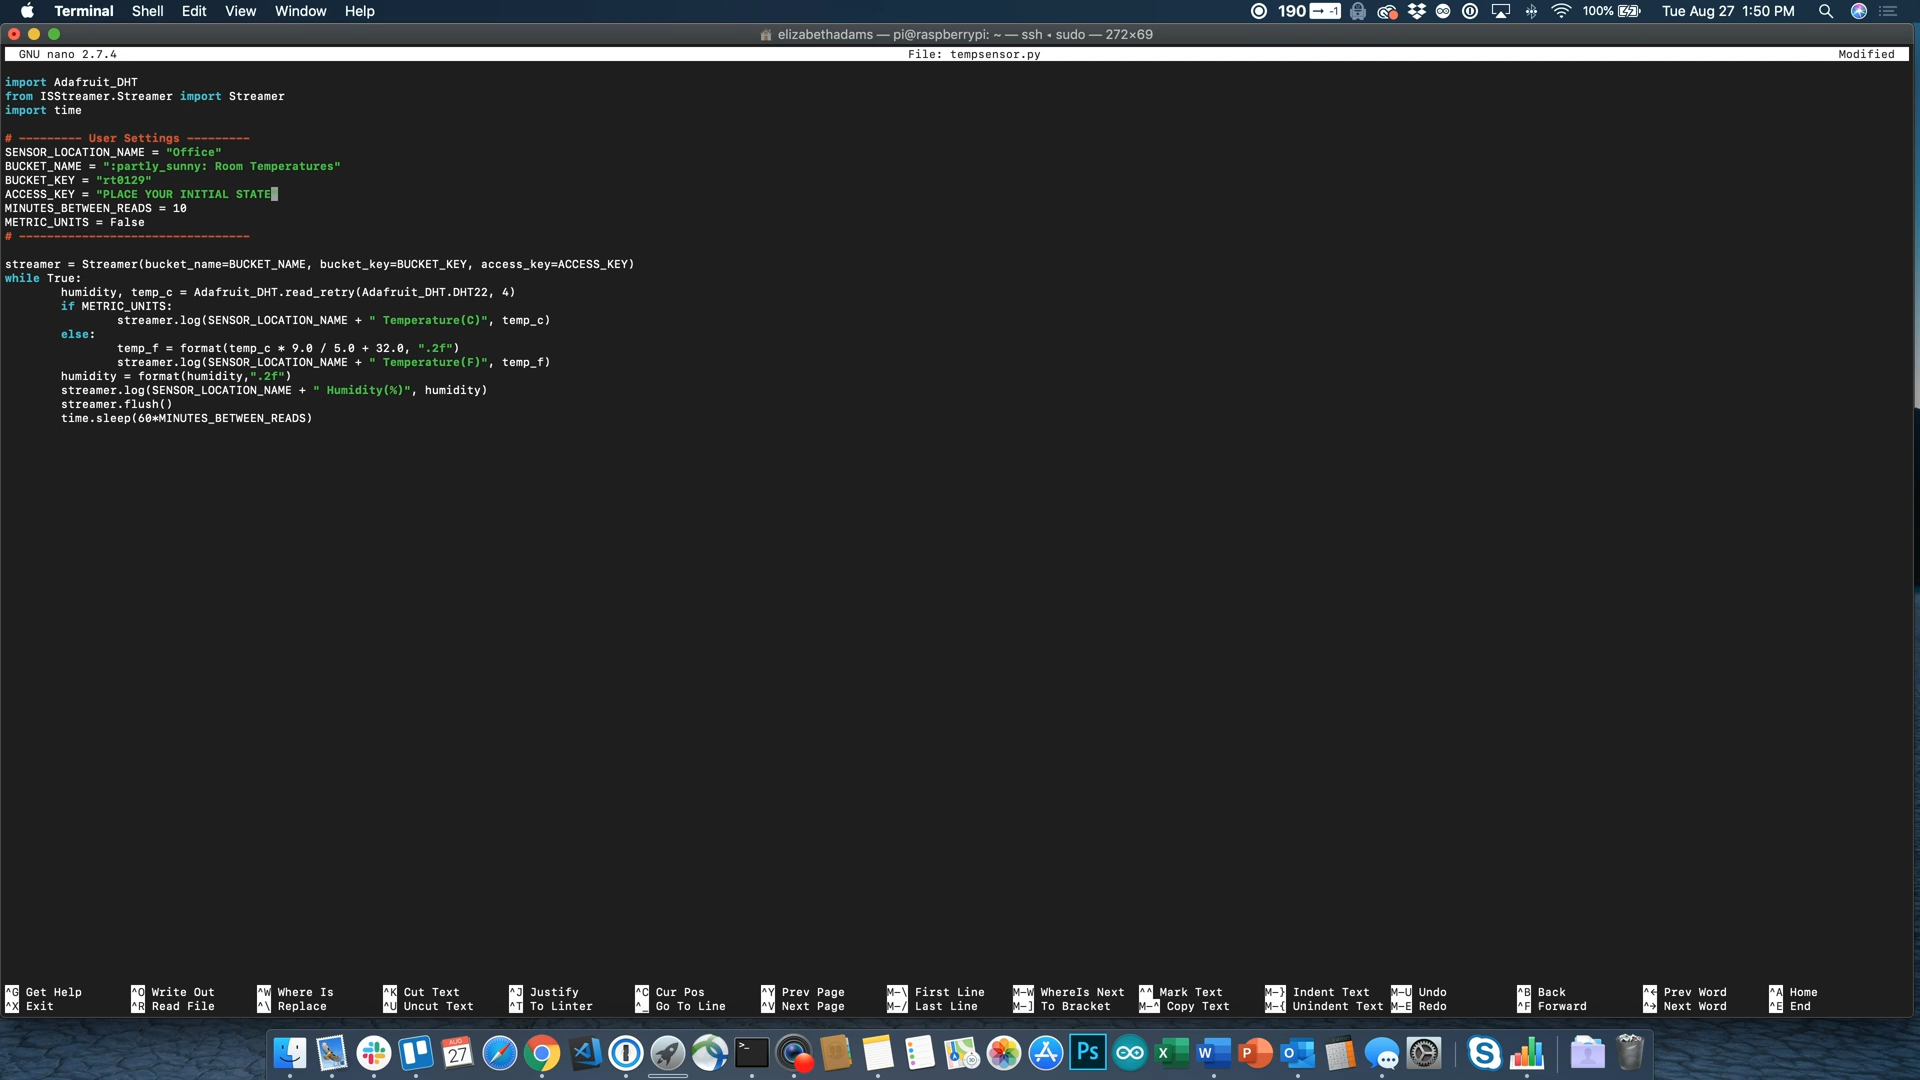 Terminal Shell Edit View Window Help 190 → -1 100% Tue Aug 27 1:50 PM
elizabethadams — pi@raspberrypi: ~ — ssh ◂ sudo — 272×69
GNU nano 2.7.4 File: tempsensor.py Modified
import Adafruit_DHT
from ISStreamer.Streamer import Streamer
import time
# --------- User Settings ---------
SENSOR_LOCATION_NAME = "Office"
BUCKET_NAME = ":partly_sunny: Room Temperatures"
BUCKET_KEY = "rt0129"
ACCESS_KEY = "PLACE YOUR INITIAL STATE
MINUTES_BETWEEN_READS = 10
METRIC_UNITS = False
# ---------------------------------
streamer = Streamer(bucket_name=BUCKET_NAME, bucket_key=BUCKET_KEY, access_key=ACCESS_KEY)
while True:
        humidity, temp_c = Adafruit_DHT.read_retry(Adafruit_DHT.DHT22, 4)
        if METRIC_UNITS:
                streamer.log(SENSOR_LOCATION_NAME + " Temperature(C)", temp_c)
        else:
                temp_f = format(temp_c * 9.0 / 5.0 + 32.0, ".2f")
                streamer.log(SENSOR_LOCATION_NAME + " Temperature(F)", temp_f)
        humidity = format(humidity,".2f")
        streamer.log(SENSOR_LOCATION_NAME + " Humidity(%)", humidity)
        streamer.flush()
        time.sleep(60*MINUTES_BETWEEN_READS)
^G Get Help ^O Write Out ^W Where Is ^K Cut Text ^J Justify ^C Cur Pos ^Y Prev Page M-\ First Line M-W WhereIs Next ^^ Mark Text M-} Indent Text M-U Undo ^B Back ^← Prev Word ^A Home
^X Exit ^R Read File ^\ Replace ^U Uncut Text ^T To Linter ^_ Go To Line ^V Next Page M-/ Last Line M-] To Bracket M-^ Copy Text M-{ Unindent Text M-E Redo ^F Forward ^→ Next Word ^E End
AUG
27
>_
Ps
X
W
P
O
S